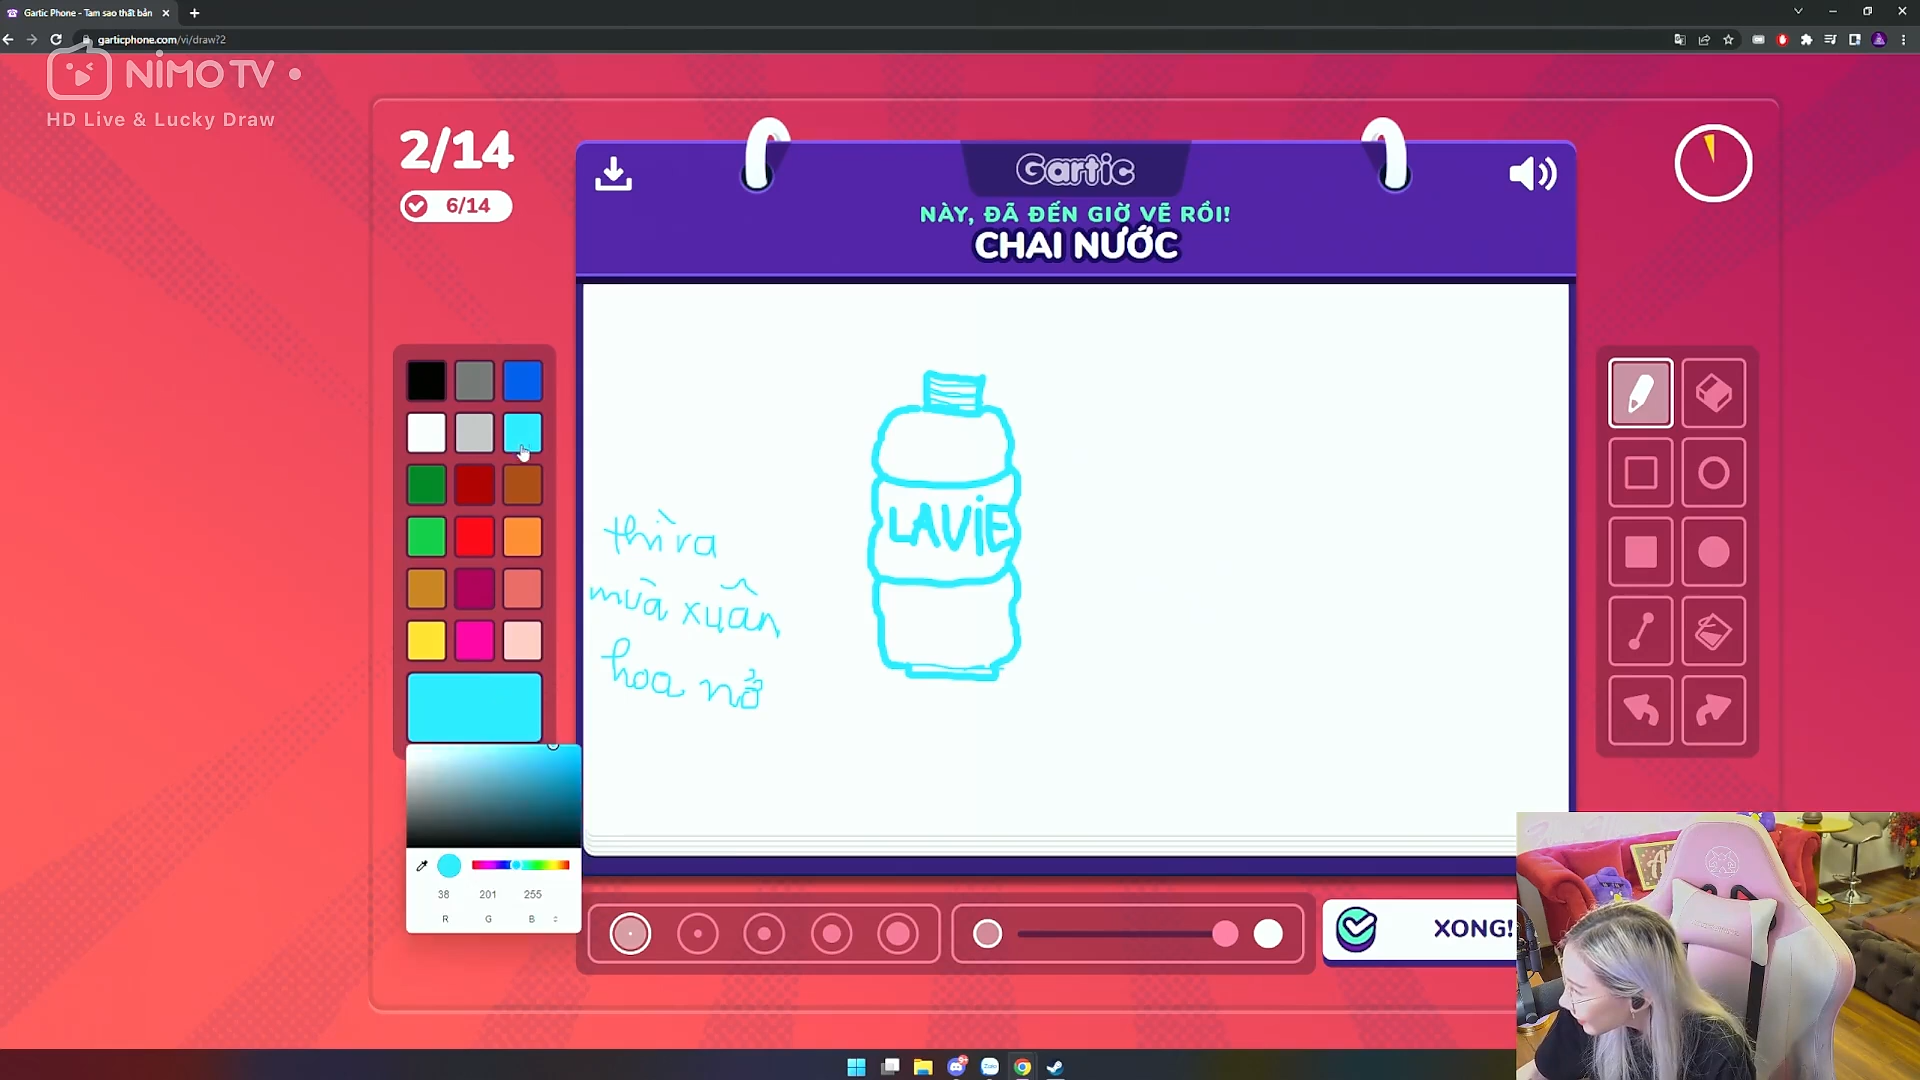 Gartic Phone - Tam sao thất bản
garticphone.com/vi/draw?2
NIMO TV
HD Live & Lucky Draw
2/14
6/14
Gartic
NÀY, ĐÃ ĐẾN GIỜ VẼ RỒI!
CHAI NƯỚC
LAVIE
thì ra
mùa xuân
hoa nở
38 201 255
R G B
XONG!